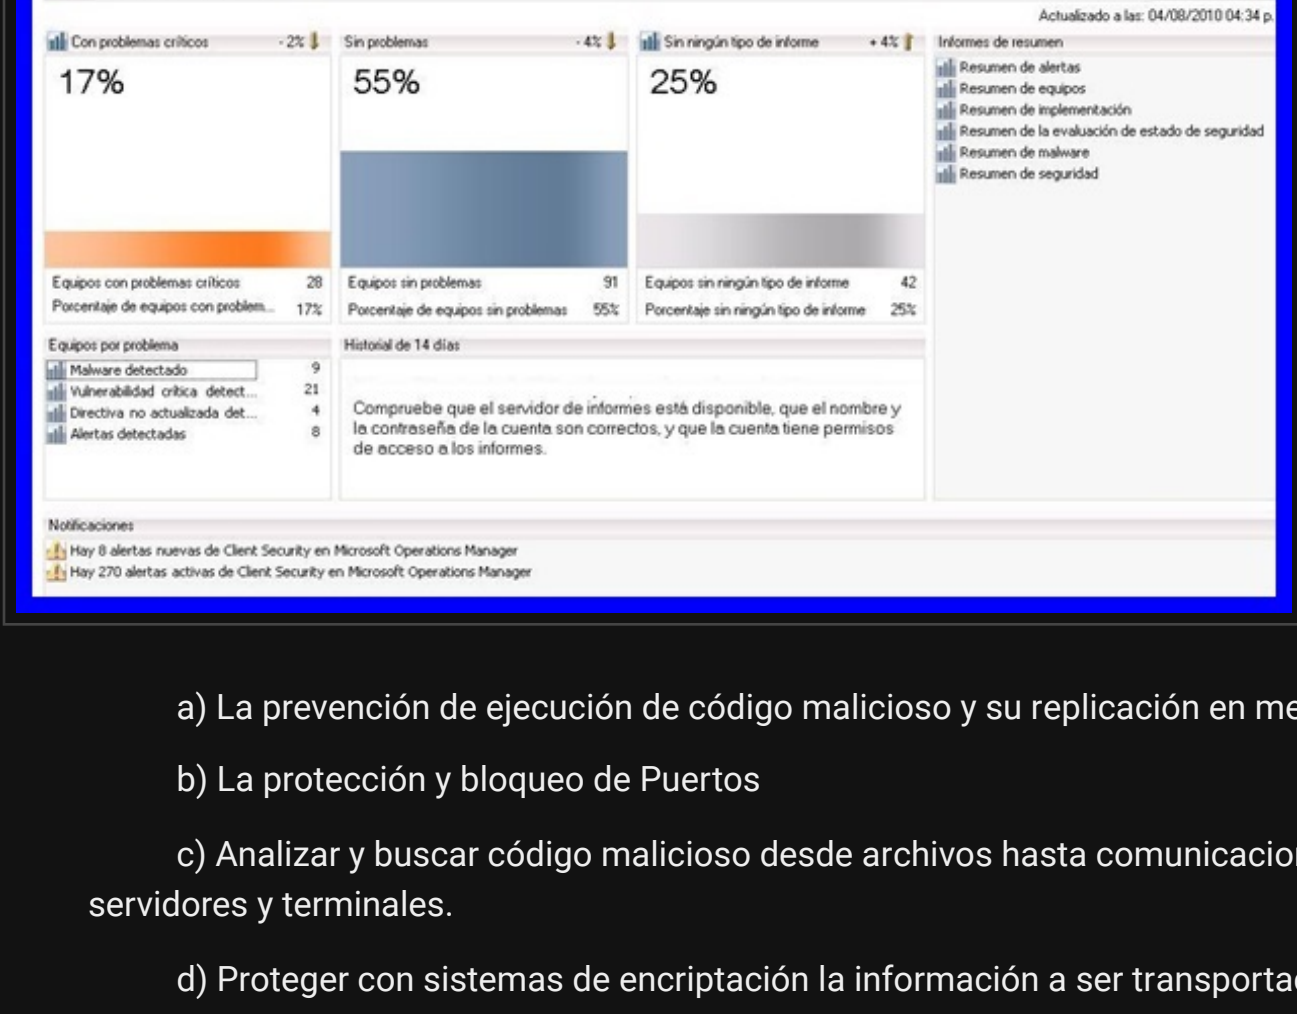 Actualizado a las: 04/08/2010 04:34 p.
Con problemas críticos - 2%
17%
Equipos con problemas críticos 28
Porcentaje de equipos con problem... 17%
Sin problemas - 4%
55%
Equipos sin problemas 91
Porcentaje de equipos sin problemas 55%
Sin ningún tipo de informe + 4%
25%
Equipos sin ningún tipo de informe 42
Porcentaje sin ningún tipo de informe 25%
Informes de resumen
Resumen de alertas
Resumen de equipos
Resumen de implementación
Resumen de la evaluación de estado de seguridad
Resumen de malware
Resumen de seguridad
Equipos por problema
Malware detectado 9
Vulnerabilidad crítica detect... 21
Directiva no actualizada det... 4
Alertas detectadas 8
Historial de 14 días
Compruebe que el servidor de informes está disponible, que el nombre y
la contraseña de la cuenta son correctos, y que la cuenta tiene permisos
de acceso a los informes.
Notificaciones
Hay 8 alertas nuevas de Client Security en Microsoft Operations Manager
Hay 270 alertas activas de Client Security en Microsoft Operations Manager
a) La prevención de ejecución de código malicioso y su replicación en me
b) La protección y bloqueo de Puertos
c) Analizar y buscar código malicioso desde archivos hasta comunicacio
servidores y terminales.
d) Proteger con sistemas de encriptación la información a ser transporta